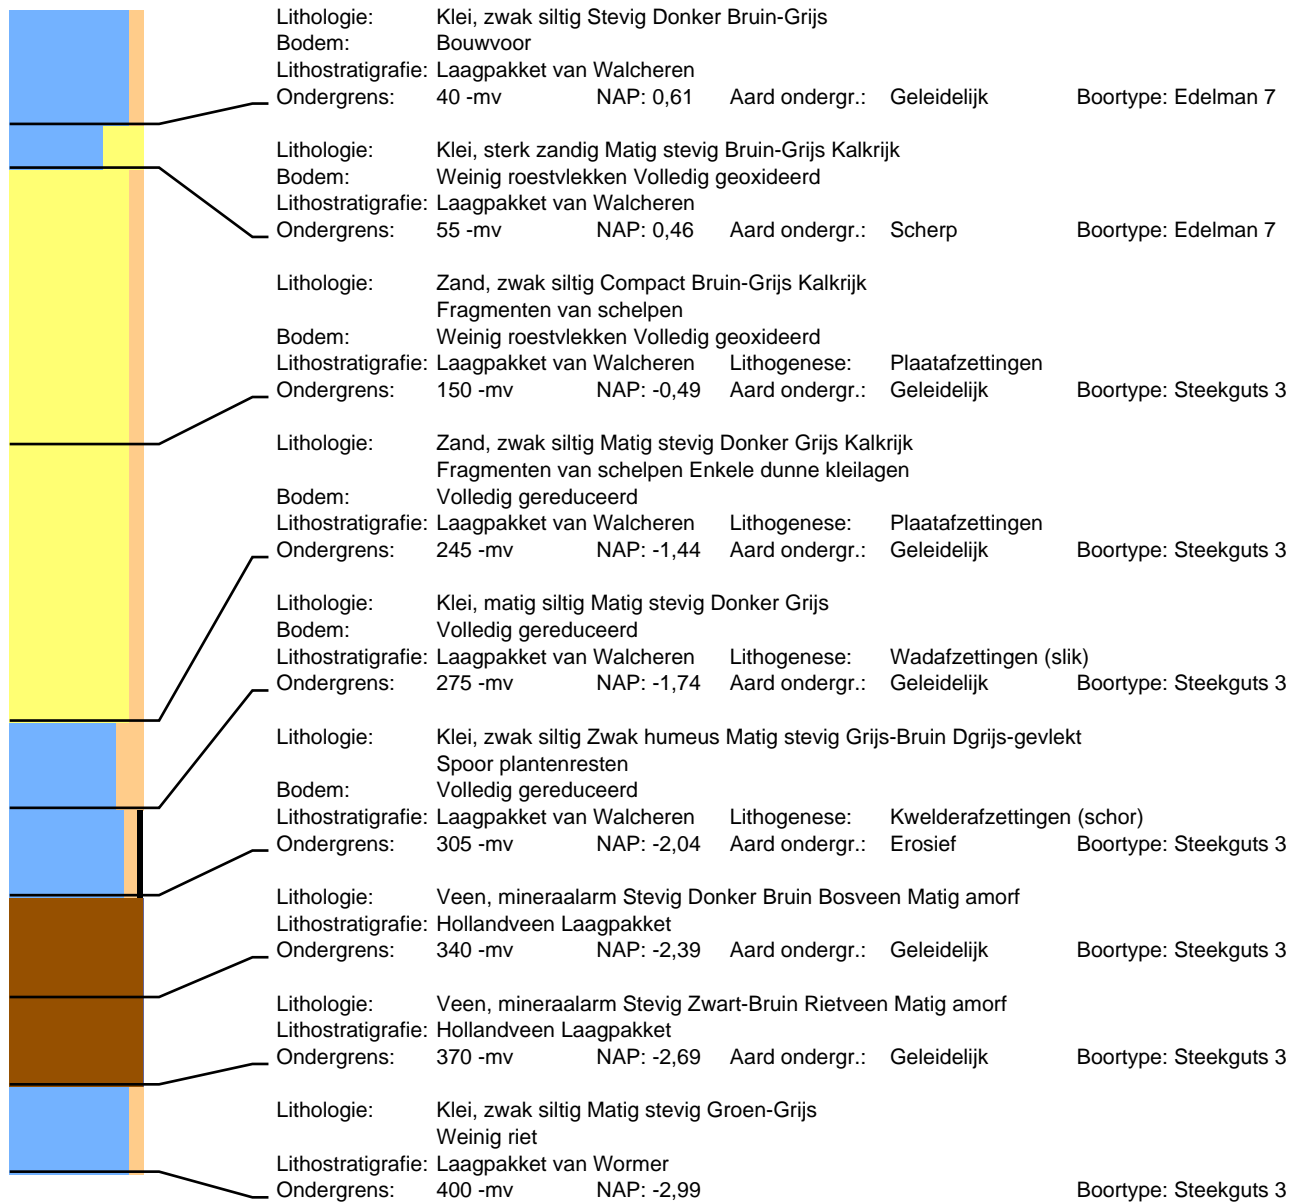 Lithologie: Klei, zwak siltig Stevig Donker Bruin-Grijs
Bodem: Bouwvoor
Lithostratigrafie: Laagpakket van Walcheren
Ondergrens: 40 -mv NAP: 0,61 Aard ondergr.: Geleidelijk Boortype: Edelman 7
Lithologie: Klei, sterk zandig Matig stevig Bruin-Grijs Kalkrijk
Bodem: Weinig roestvlekken Volledig geoxideerd
Lithostratigrafie: Laagpakket van Walcheren
Ondergrens: 55 -mv NAP: 0,46 Aard ondergr.: Scherp Boortype: Edelman 7
Lithologie: Zand, zwak siltig Compact Bruin-Grijs Kalkrijk
Fragmenten van schelpen
Bodem: Weinig roestvlekken Volledig geoxideerd
Lithostratigrafie: Laagpakket van Walcheren Lithogenese: Plaatafzettingen
Ondergrens: 150 -mv NAP: -0,49 Aard ondergr.: Geleidelijk Boortype: Steekguts 3
Lithologie: Zand, zwak siltig Matig stevig Donker Grijs Kalkrijk
Fragmenten van schelpen Enkele dunne kleilagen
Bodem: Volledig gereduceerd
Lithostratigrafie: Laagpakket van Walcheren Lithogenese: Plaatafzettingen
Ondergrens: 245 -mv NAP: -1,44 Aard ondergr.: Geleidelijk Boortype: Steekguts 3
Lithologie: Klei, matig siltig Matig stevig Donker Grijs
Bodem: Volledig gereduceerd
Lithostratigrafie: Laagpakket van Walcheren Lithogenese: Wadafzettingen (slik)
Ondergrens: 275 -mv NAP: -1,74 Aard ondergr.: Geleidelijk Boortype: Steekguts 3
Lithologie: Klei, zwak siltig Zwak humeus Matig stevig Grijs-Bruin Dgrijs-gevlekt
Spoor plantenresten
Bodem: Volledig gereduceerd
Lithostratigrafie: Laagpakket van Walcheren Lithogenese: Kwelderafzettingen (schor)
Ondergrens: 305 -mv NAP: -2,04 Aard ondergr.: Erosief Boortype: Steekguts 3
Lithologie: Veen, mineraalarm Stevig Donker Bruin Bosveen Matig amorf
Lithostratigrafie: Hollandveen Laagpakket
Ondergrens: 340 -mv NAP: -2,39 Aard ondergr.: Geleidelijk Boortype: Steekguts 3
Lithologie: Veen, mineraalarm Stevig Zwart-Bruin Rietveen Matig amorf
Lithostratigrafie: Hollandveen Laagpakket
Ondergrens: 370 -mv NAP: -2,69 Aard ondergr.: Geleidelijk Boortype: Steekguts 3
Lithologie: Klei, zwak siltig Matig stevig Groen-Grijs
Weinig riet
Lithostratigrafie: Laagpakket van Wormer
Ondergrens: 400 -mv NAP: -2,99 Boortype: Steekguts 3